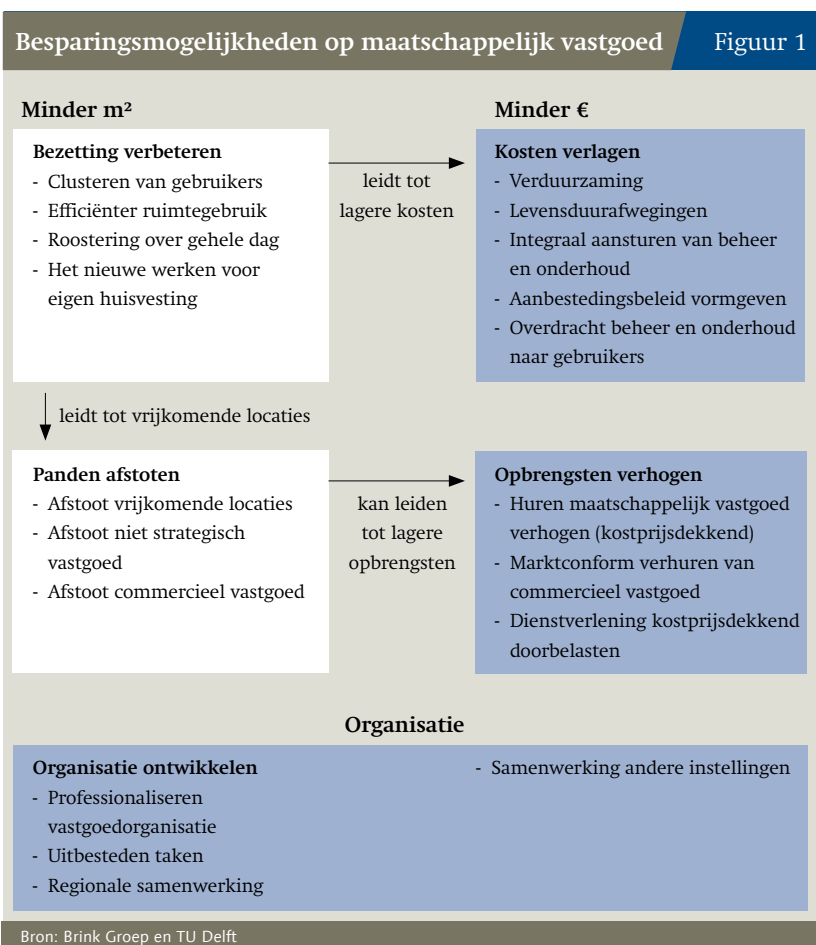 Besparingsmogelijkheden op maatschappelijk vastgoed
Figuur 1
Minder m²
Bezetting verbeteren
- Clusteren van gebruikers
- Efficiënter ruimtegebruik
- Roostering over gehele dag
- Het nieuwe werken voor
eigen huisvesting
leidt tot
lagere kosten
Minder €
Kosten verlagen
- Verduurzaming
- Levensduurafwegingen
- Integraal aansturen van beheer
en onderhoud
- Aanbestedingsbeleid vormgeven
- Overdracht beheer en onderhoud
naar gebruikers
leidt tot vrijkomende locaties
Panden afstoten
- Afstoot vrijkomende locaties
- Afstoot niet strategisch
vastgoed
- Afstoot commercieel vastgoed
kan leiden
tot lagere
opbrengsten
Opbrengsten verhogen
- Huren maatschappelijk vastgoed
verhogen (kostprijsdekkend)
- Marktconform verhuren van
commercieel vastgoed
- Dienstverlening kostprijsdekkend
doorbelasten
Organisatie
Organisatie ontwikkelen
- Professionaliseren
vastgoedorganisatie
- Uitbesteden taken
- Regionale samenwerking
- Samenwerking andere instellingen
Bron: Brink Groep en TU Delft